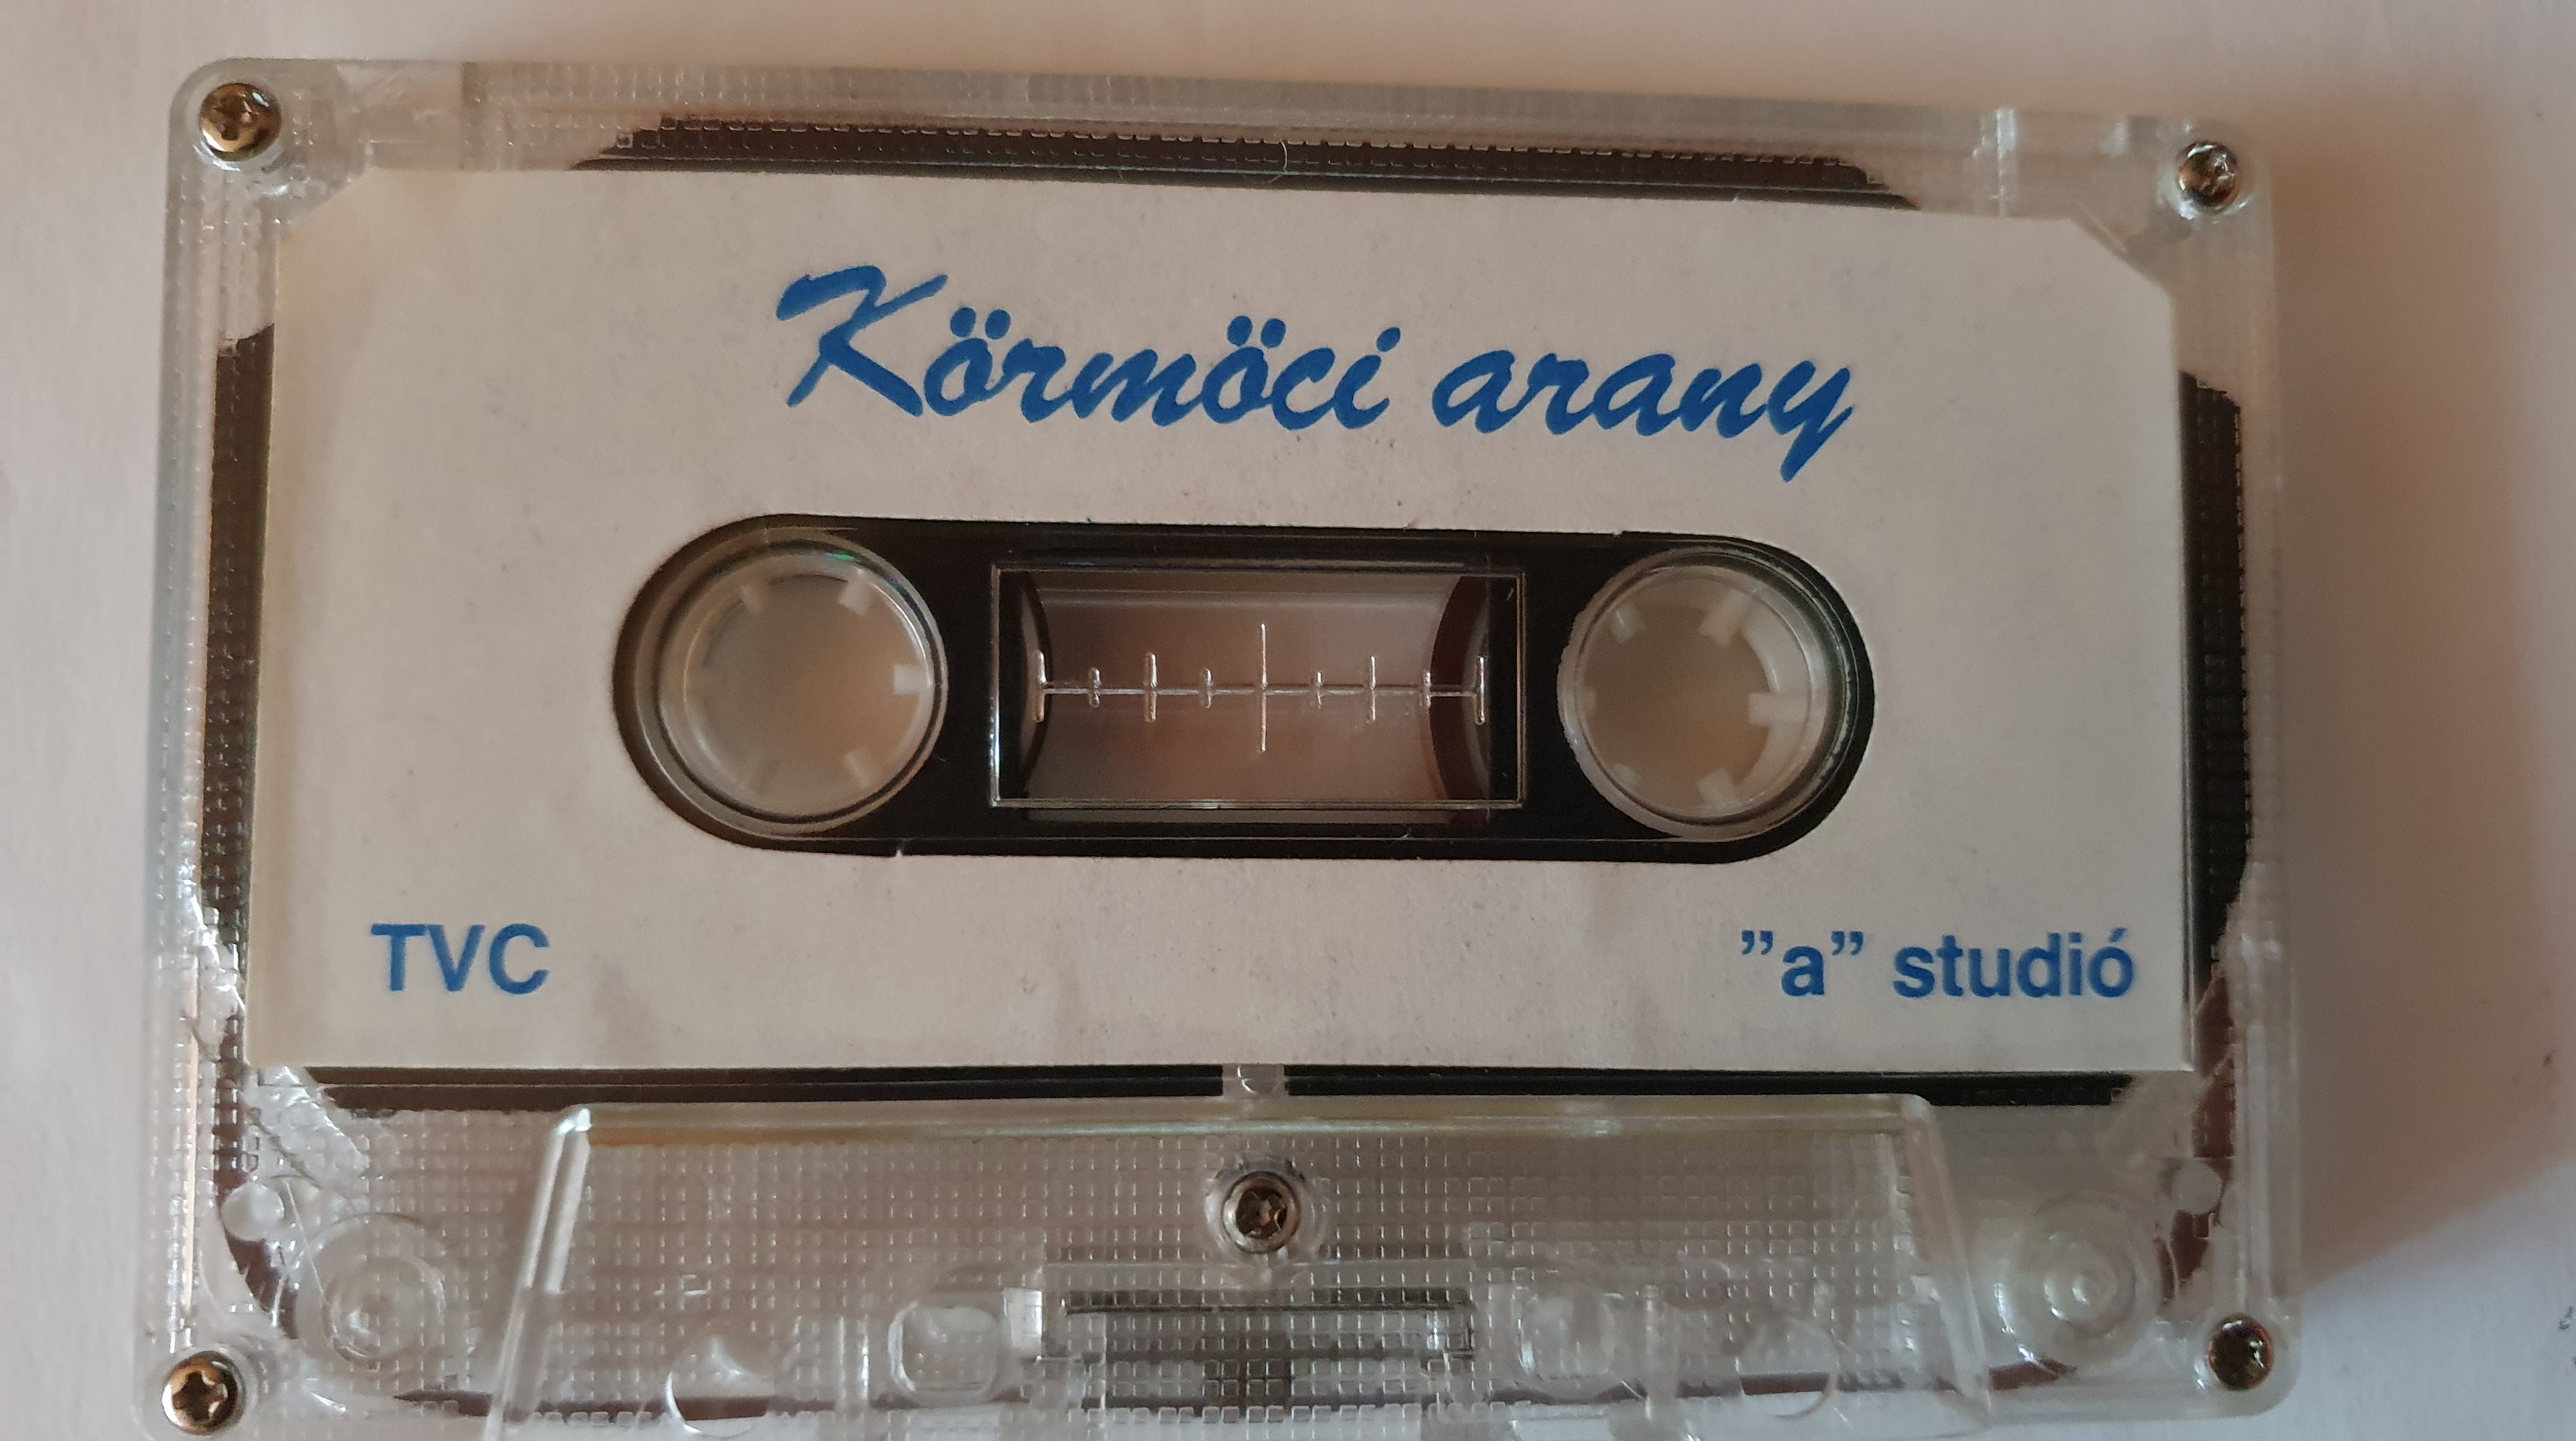 Körmöci arany
TVC
”a” studió